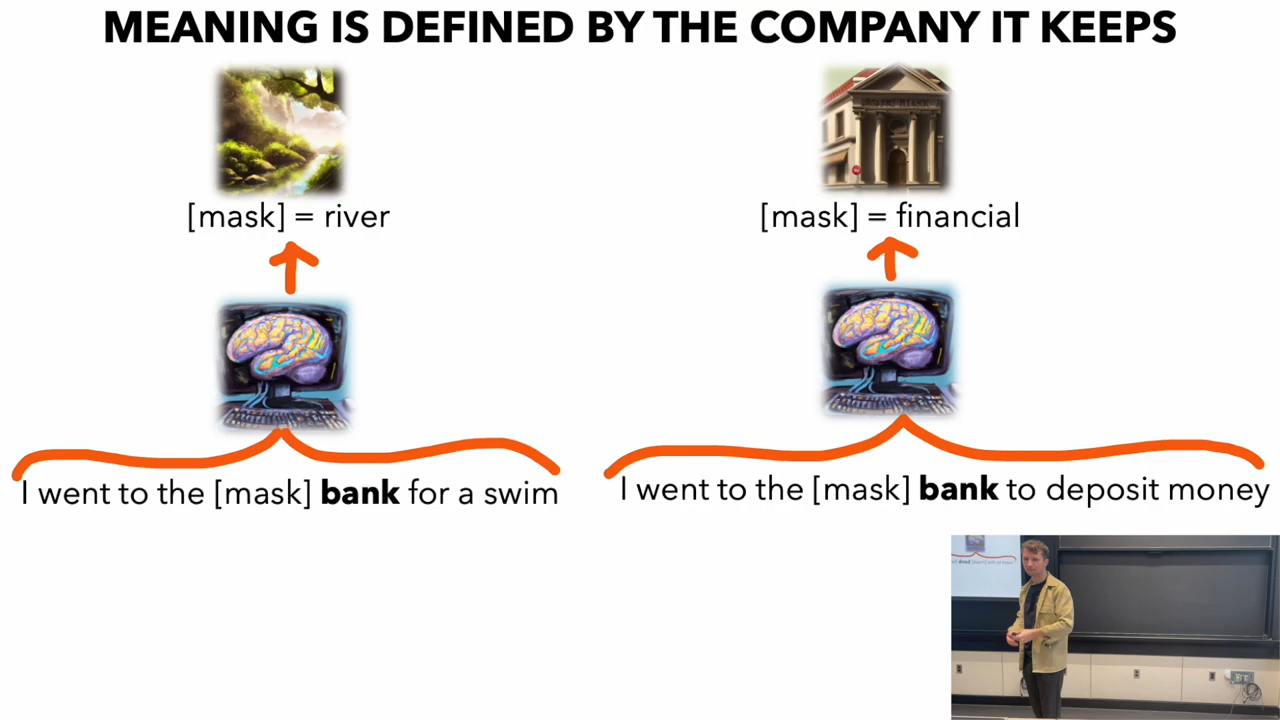 MEANING IS DEFINED BY THE COMPANY IT KEEPS
[mask] = river
[mask] = financial
I went to the [mask] bank for a swim
I went to the [mask] bank to deposit money